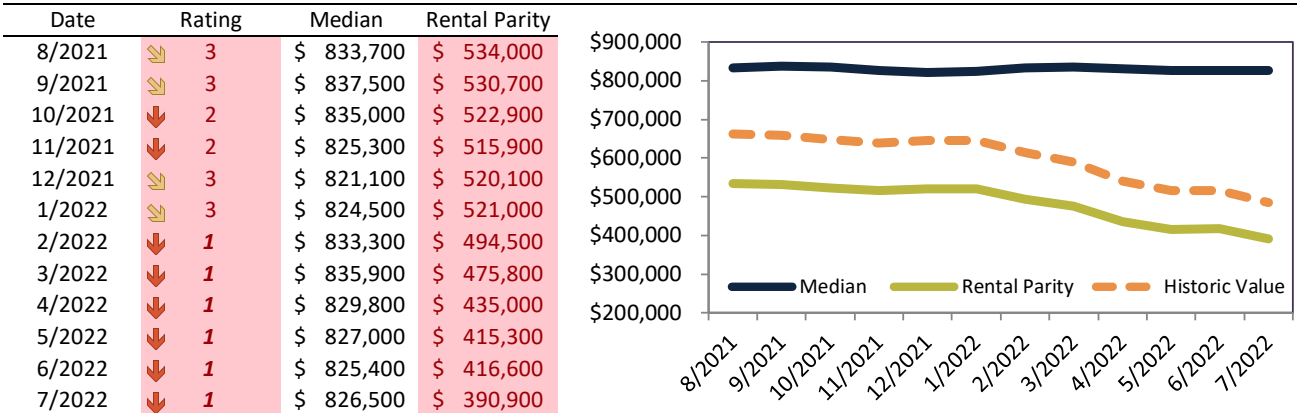 Date Rating Median Rental Parity
8/2021 3 $ 833,700 $ 534,000
9/2021 3 $ 837,500 $ 530,700
10/2021 2 $ 835,000 $ 522,900
11/2021 2 $ 825,300 $ 515,900
12/2021 3 $ 821,100 $ 520,100
1/2022 3 $ 824,500 $ 521,000
2/2022 1 $ 833,300 $ 494,500
3/2022 1 $ 835,900 $ 475,800
4/2022 1 $ 829,800 $ 435,000
5/2022 1 $ 827,000 $ 415,300
6/2022 1 $ 825,400 $ 416,600
7/2022 1 $ 826,500 $ 390,900
$900,000
$800,000
$700,000
$600,000
$500,000
$400,000
$300,000
$200,000
Median Rental Parity Historic Value
8/2021 9/2021 10/2021 11/2021 12/2021 1/2022 2/2022 3/2022 4/2022 5/2022 6/2022 7/2022